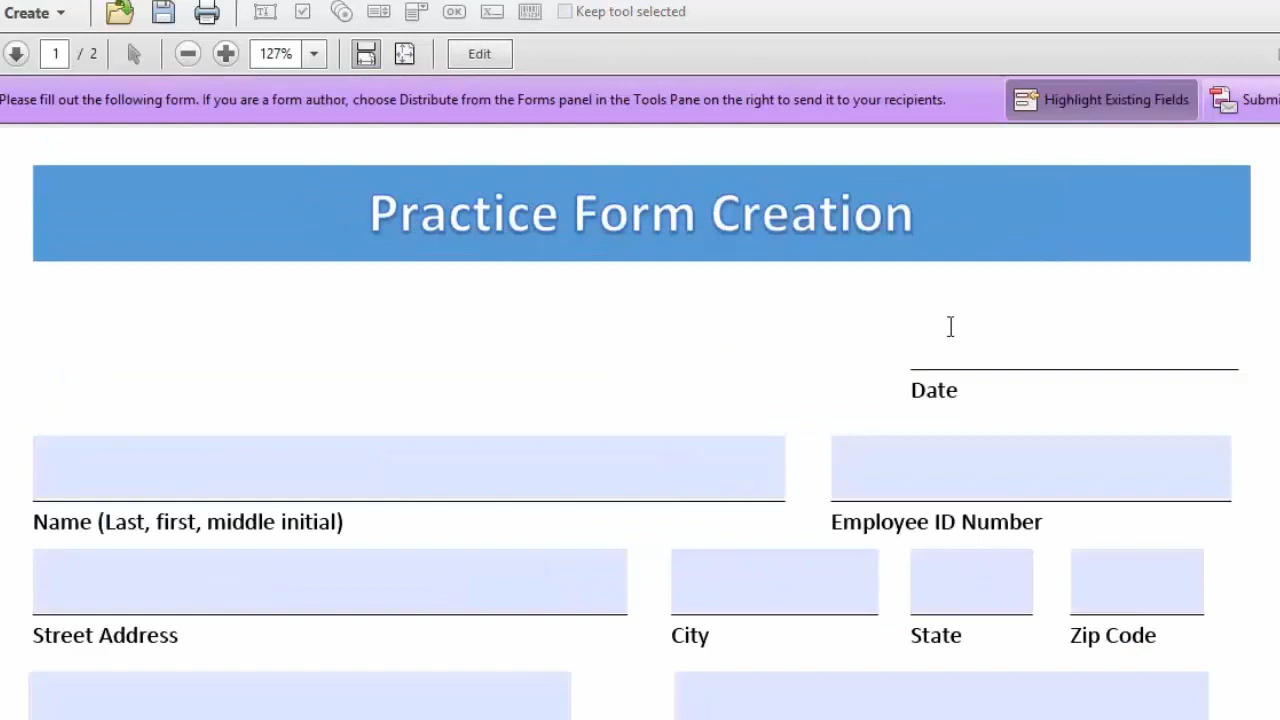 Create
Keep tool selected
1 / 2
127%
Edit
Please fill out the following form. If you are a form author, choose Distribute from the Forms panel in the Tools Pane on the right to send it to your recipients.
Highlight Existing Fields
Submi
Practice Form Creation
Date
Name (Last, first, middle initial)
Employee ID Number
Street Address
City
State
Zip Code